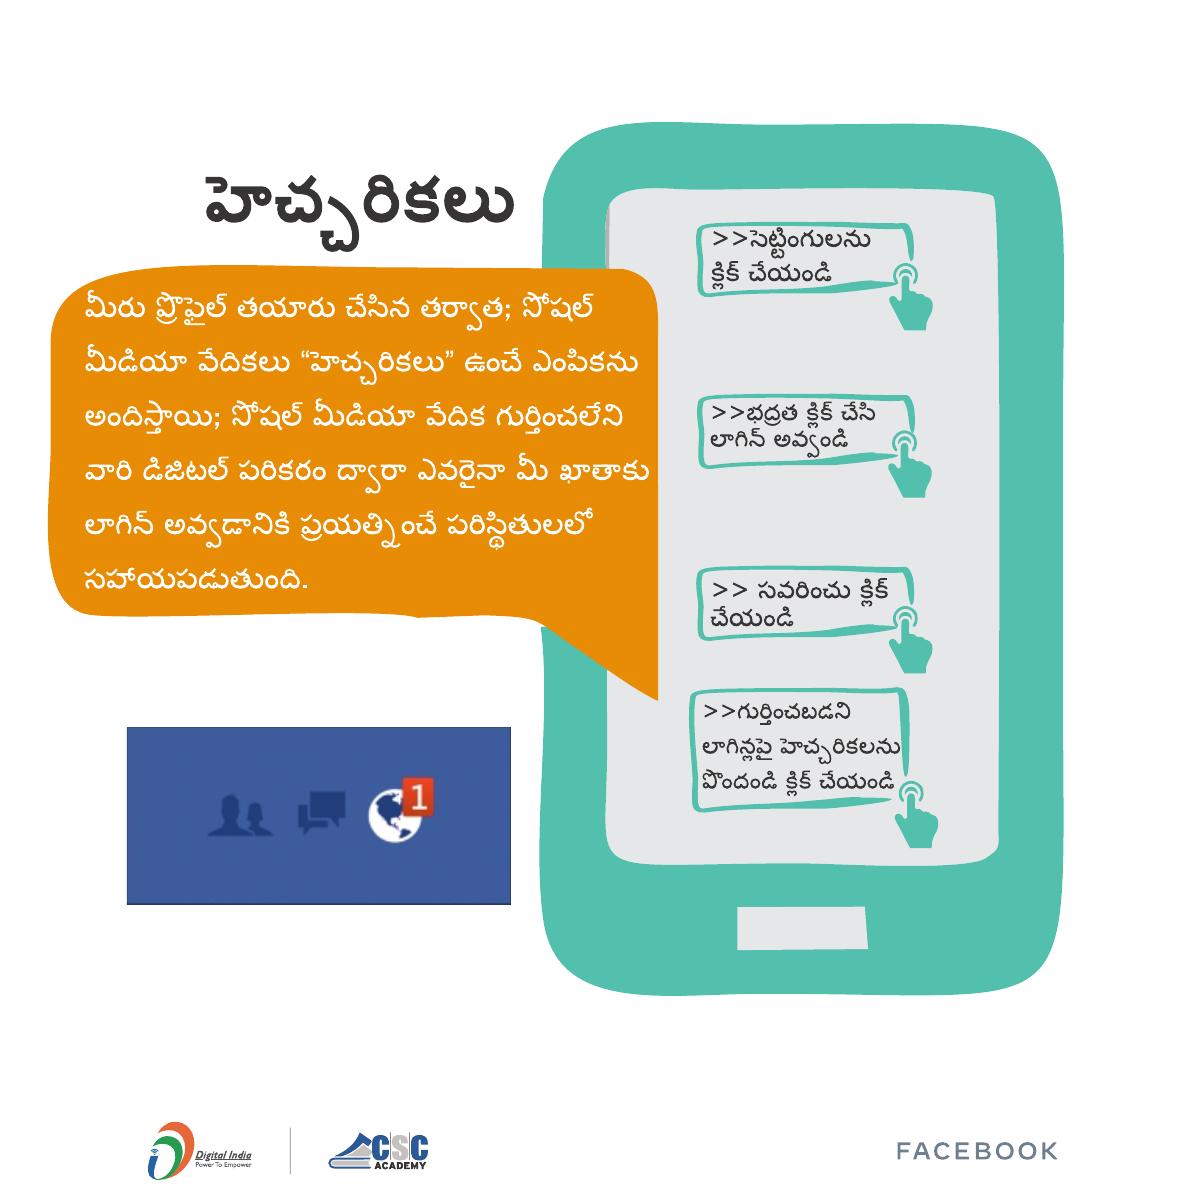 హెచ్చరికలు
మీరు ప్రొఫైల్ తయారు చేసిన తర్వాత; సోషల్
మీడియా వేదికలు “హెచ్చరికలు” ఉంచే ఎంపికను
అందిస్తాయి; సోషల్ మీడియా వేదిక గుర్తించలేని
వారి డిజిటల్ పరికరం ద్వారా ఎవరైనా మీ ఖాతాకు
లాగిన్ అవ్వడానికి ప్రయత్నించే పరిస్థితులలో
సహాయపడుతుంది.
>>సెట్టింగులను
క్లిక్ చేయండి
>>భద్రత క్లిక్ చేసి
లాగిన్ అవ్వండి
>> సవరించు క్లిక్
చేయండి
>>గుర్తించబడని
లాగిన్లపై హెచ్చరికలను
పొందండి క్లిక్ చేయండి
1
Digital India
Power To Empower
CSC
ACADEMY
FACEBOOK